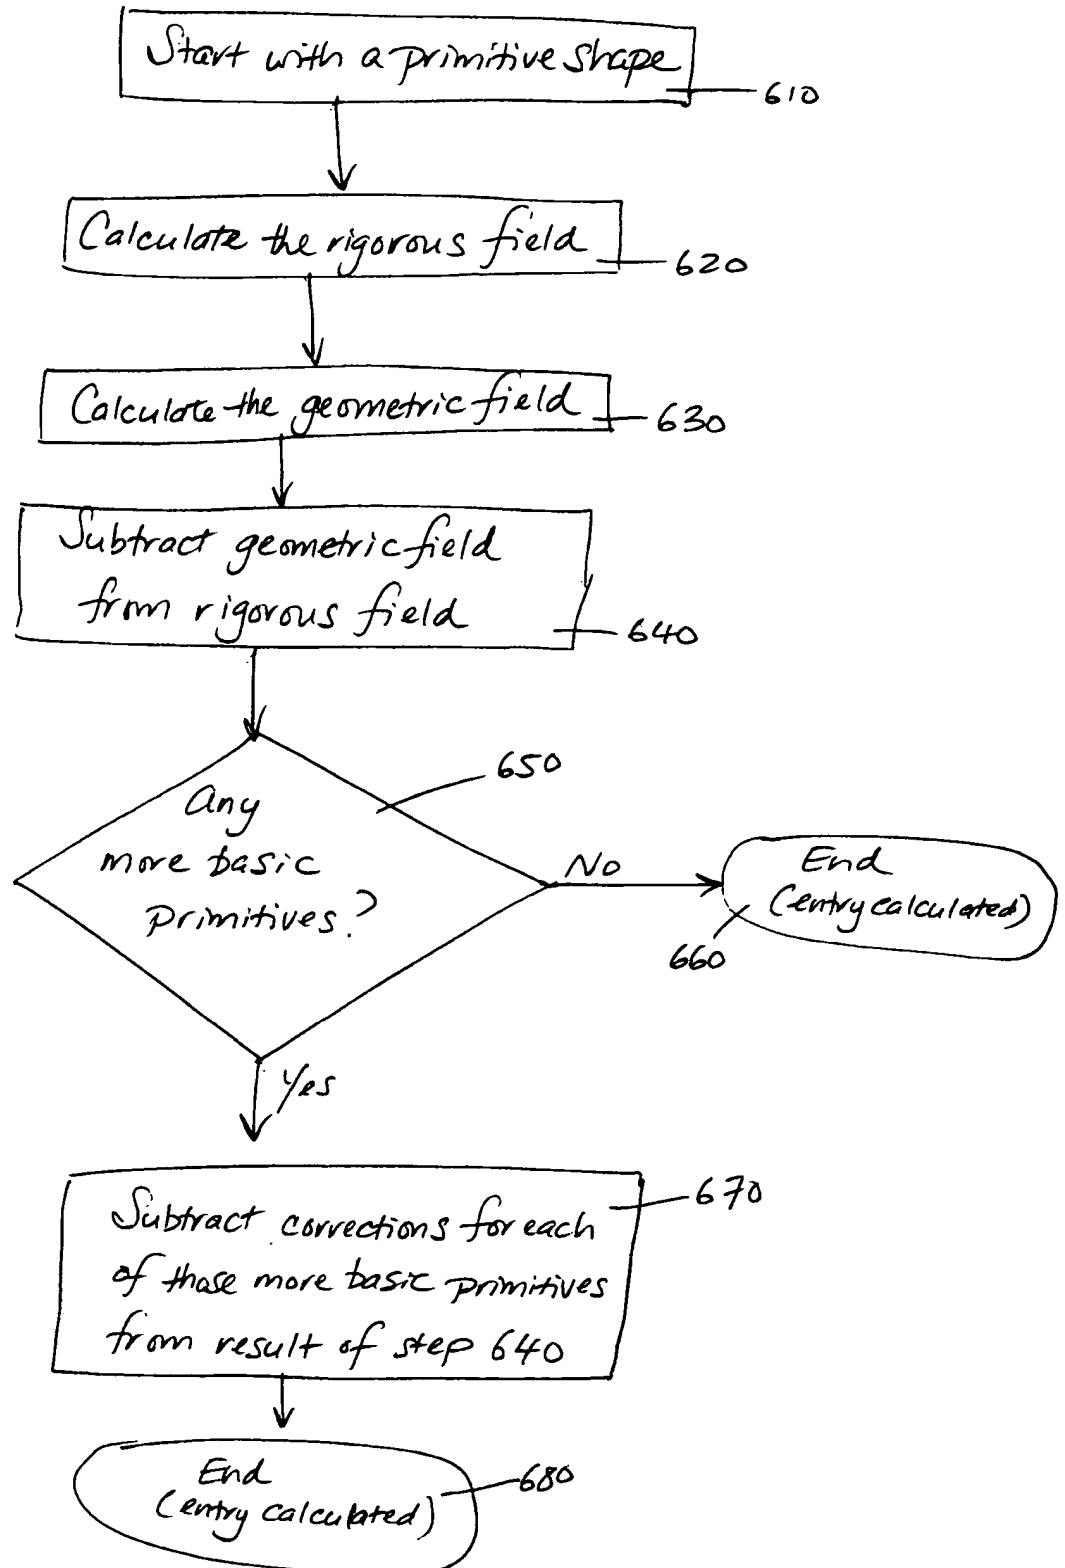 Start with a primitive shape
610
Calculate the rigorous field
620
Calculate the geometric field
630
Subtract geometric field
from rigorous field
640
650
Any
more basic
primitives?
No
End
(entry calculated)
660
Yes
670
Subtract corrections for each
of those more basic primitives
from result of step 640
End
(entry calculated)
680